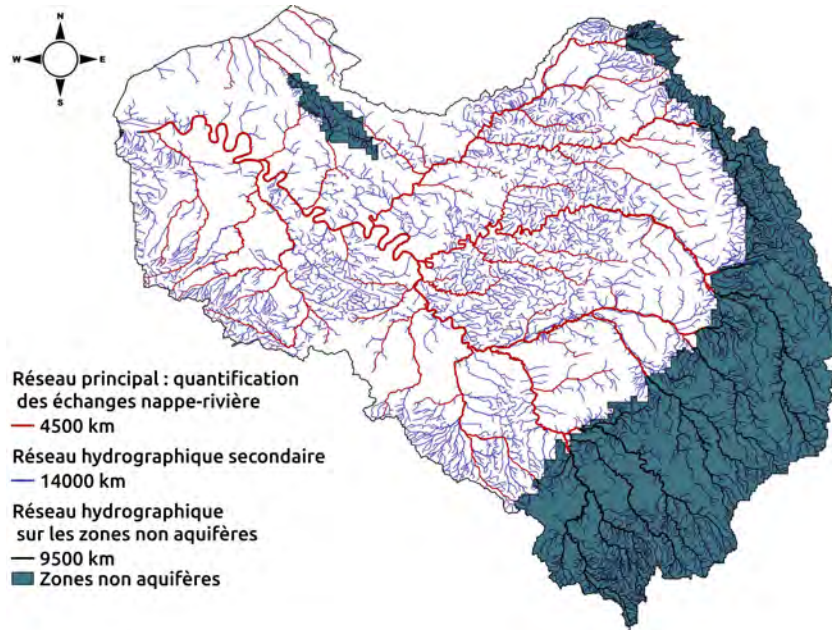 N
W E
S
Réseau principal : quantification
des échanges nappe-rivière
4500 km
Réseau hydrographique secondaire
14000 km
Réseau hydrographique
sur les zones non aquifères
9500 km
Zones non aquifères